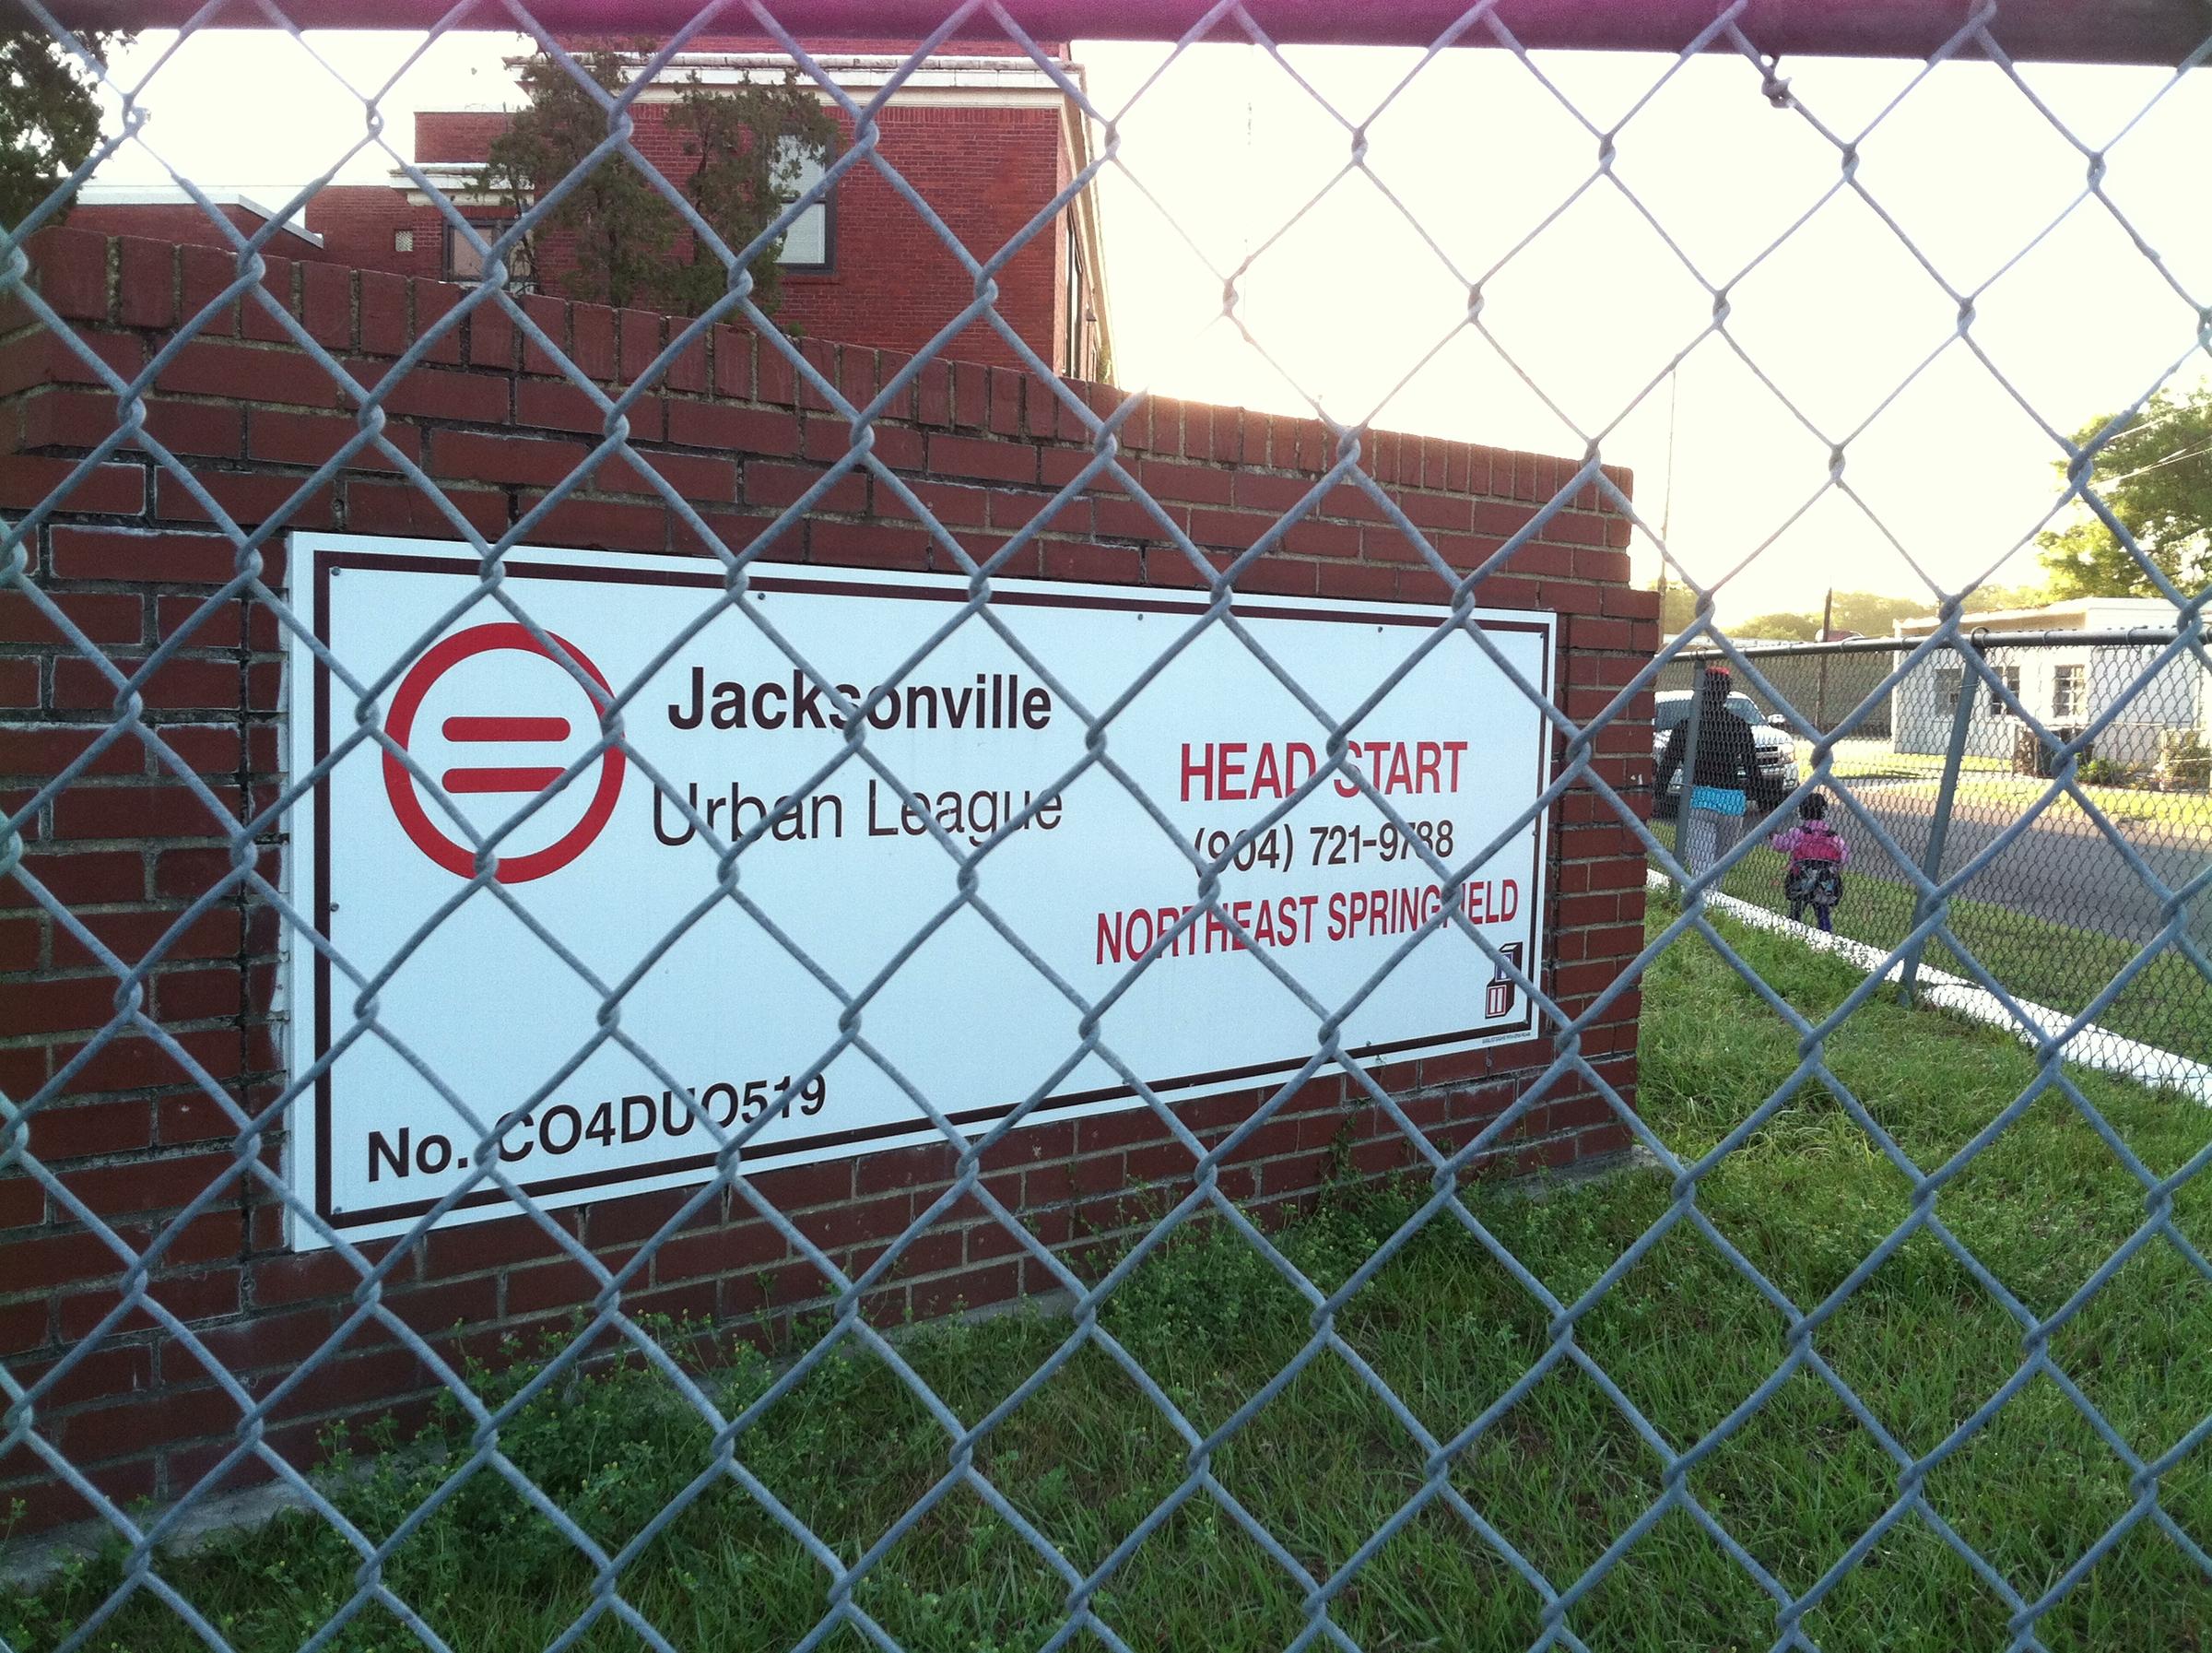 Jacksonville
Urban League
HEAD START
(904) 721-9788
NORTHEAST SPRINGFIELD
No. CO4DUO519